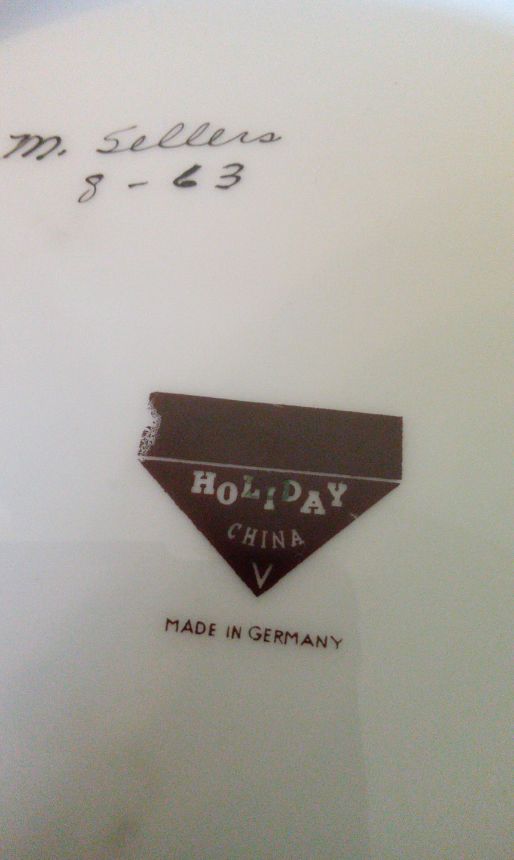 M. Sellers
8 - 63
HOLIDAY
CHINA
V
MADE IN GERMANY